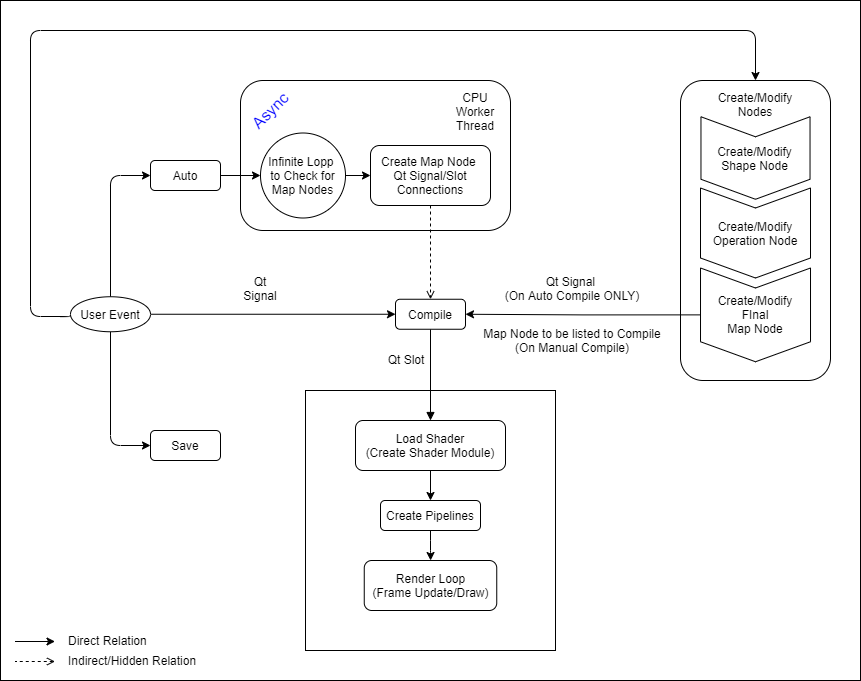 Async
CPU
Worker
Thread
Infinite Lopp
to Check for
Map Nodes
Create Map Node
Qt Signal/Slot
Connections
Auto
Create/Modify
Nodes
Create/Modify
Shape Node
Create/Modify
Operation Node
Create/Modify
FInal
Map Node
User Event
Qt
Signal
Compile
Qt Signal
(On Auto Compile ONLY)
Map Node to be listed to Compile
(On Manual Compile)
Qt Slot
Save
Load Shader
(Create Shader Module)
Create Pipelines
Render Loop
(Frame Update/Draw)
Direct Relation
Indirect/Hidden Relation